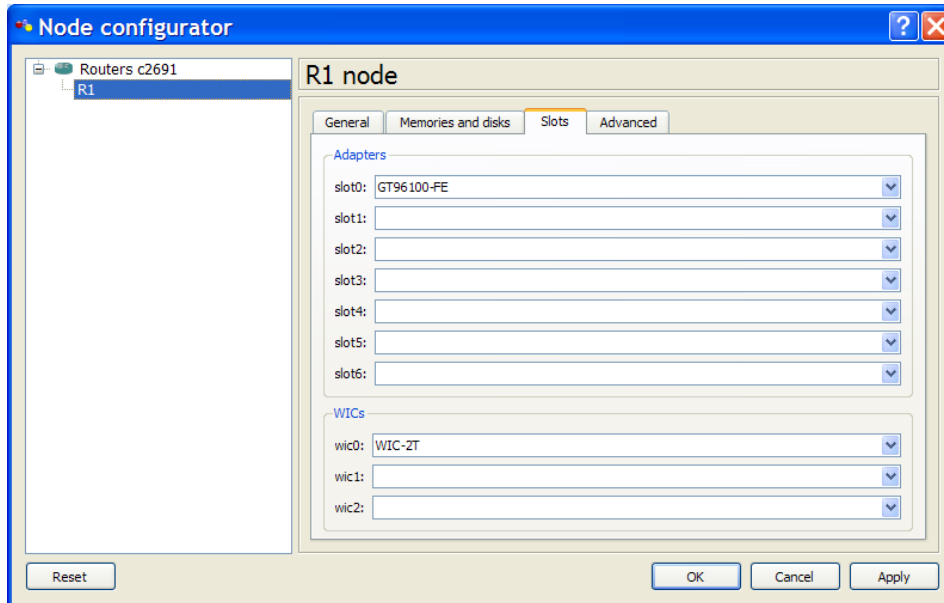 Node configurator
Routers c2691
R1
R1 node
General Memories and disks Slots Advanced
Adapters
slot0: GT96100-FE
slot1:
slot2:
slot3:
slot4:
slot5:
slot6:
WICs
wic0: WIC-2T
wic1:
wic2:
Reset OK Cancel Apply